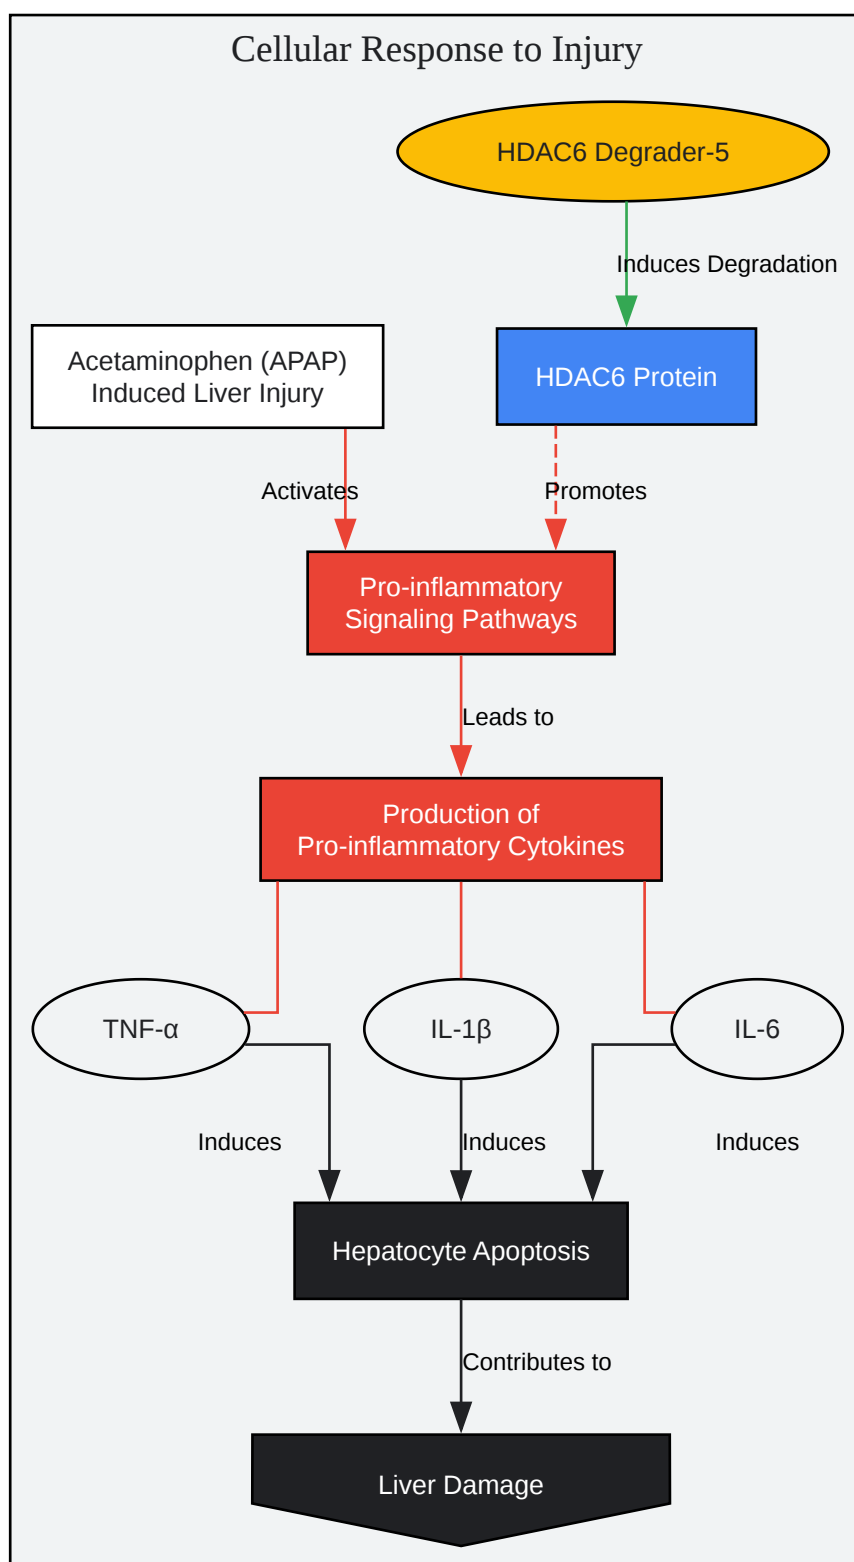 Cellular Response to Injury
HDAC6 Degrader-5
Induces Degradation
Acetaminophen (APAP)
Induced Liver Injury
HDAC6 Protein
Activates
Promotes
Pro-inflammatory
Signaling Pathways
Leads to
Production of
Pro-inflammatory Cytokines
TNF-α
IL-1β
IL-6
Induces
Induces
Induces
Hepatocyte Apoptosis
Contributes to
Liver Damage